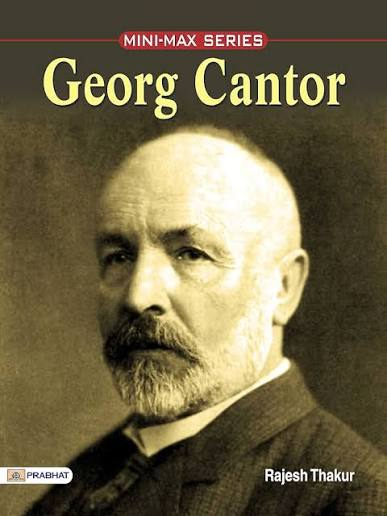 MINI-MAX SERIES
Georg Cantor
PRABHAT
Rajesh Thakur